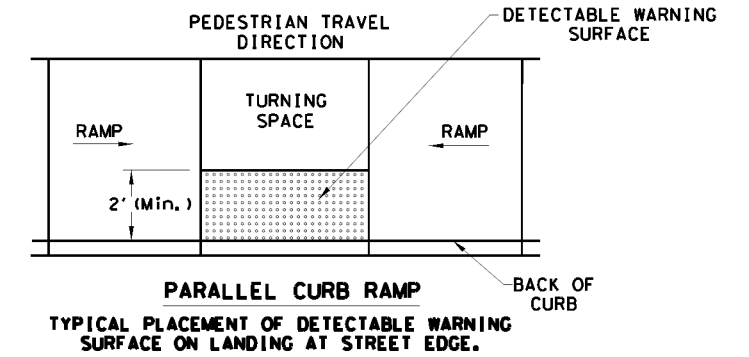 PEDESTRIAN TRAVEL
DIRECTION
DETECTABLE WARNING
SURFACE
TURNING
SPACE
RAMP
RAMP
2' (Min.)
BACK OF
CURB
PARALLEL CURB RAMP
TYPICAL PLACEMENT OF DETECTABLE WARNING
SURFACE ON LANDING AT STREET EDGE.